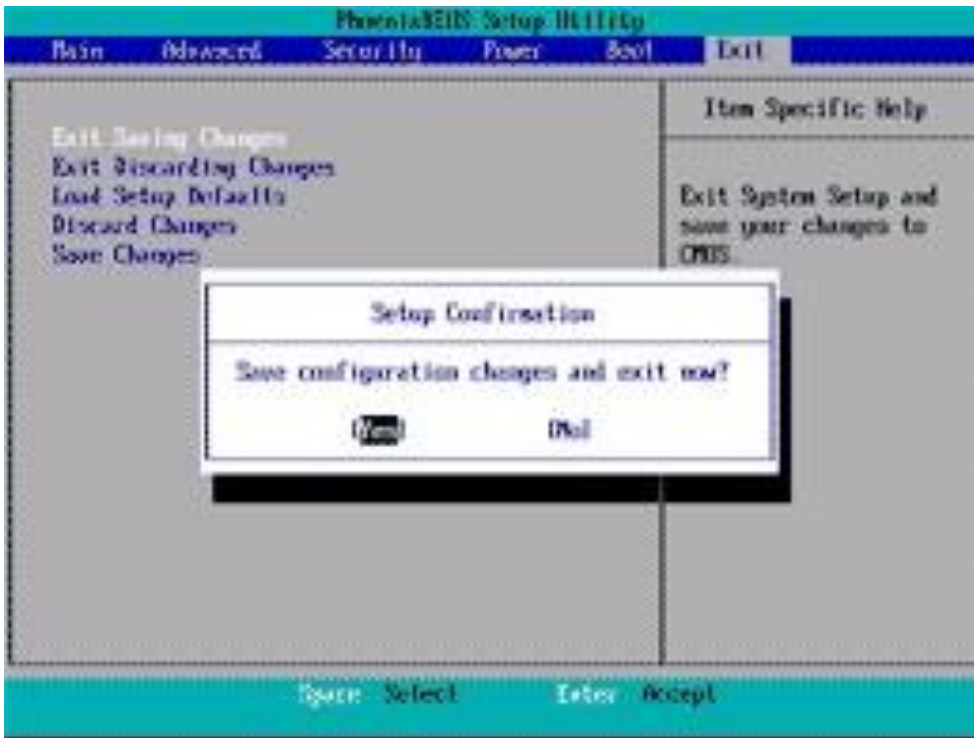 PhoenixBIOS Setup Utility
Main Advanced Security Power Boot Exit
Item Specific Help
Exit Saving Changes
Exit Discarding Changes
Load Setup Defaults
Discard Changes
Save Changes
Exit System Setup and
save your changes to
CMOS.
Setup Confirmation
Save configuration changes and exit now?
[Yes] [No]
Space Select Enter Accept